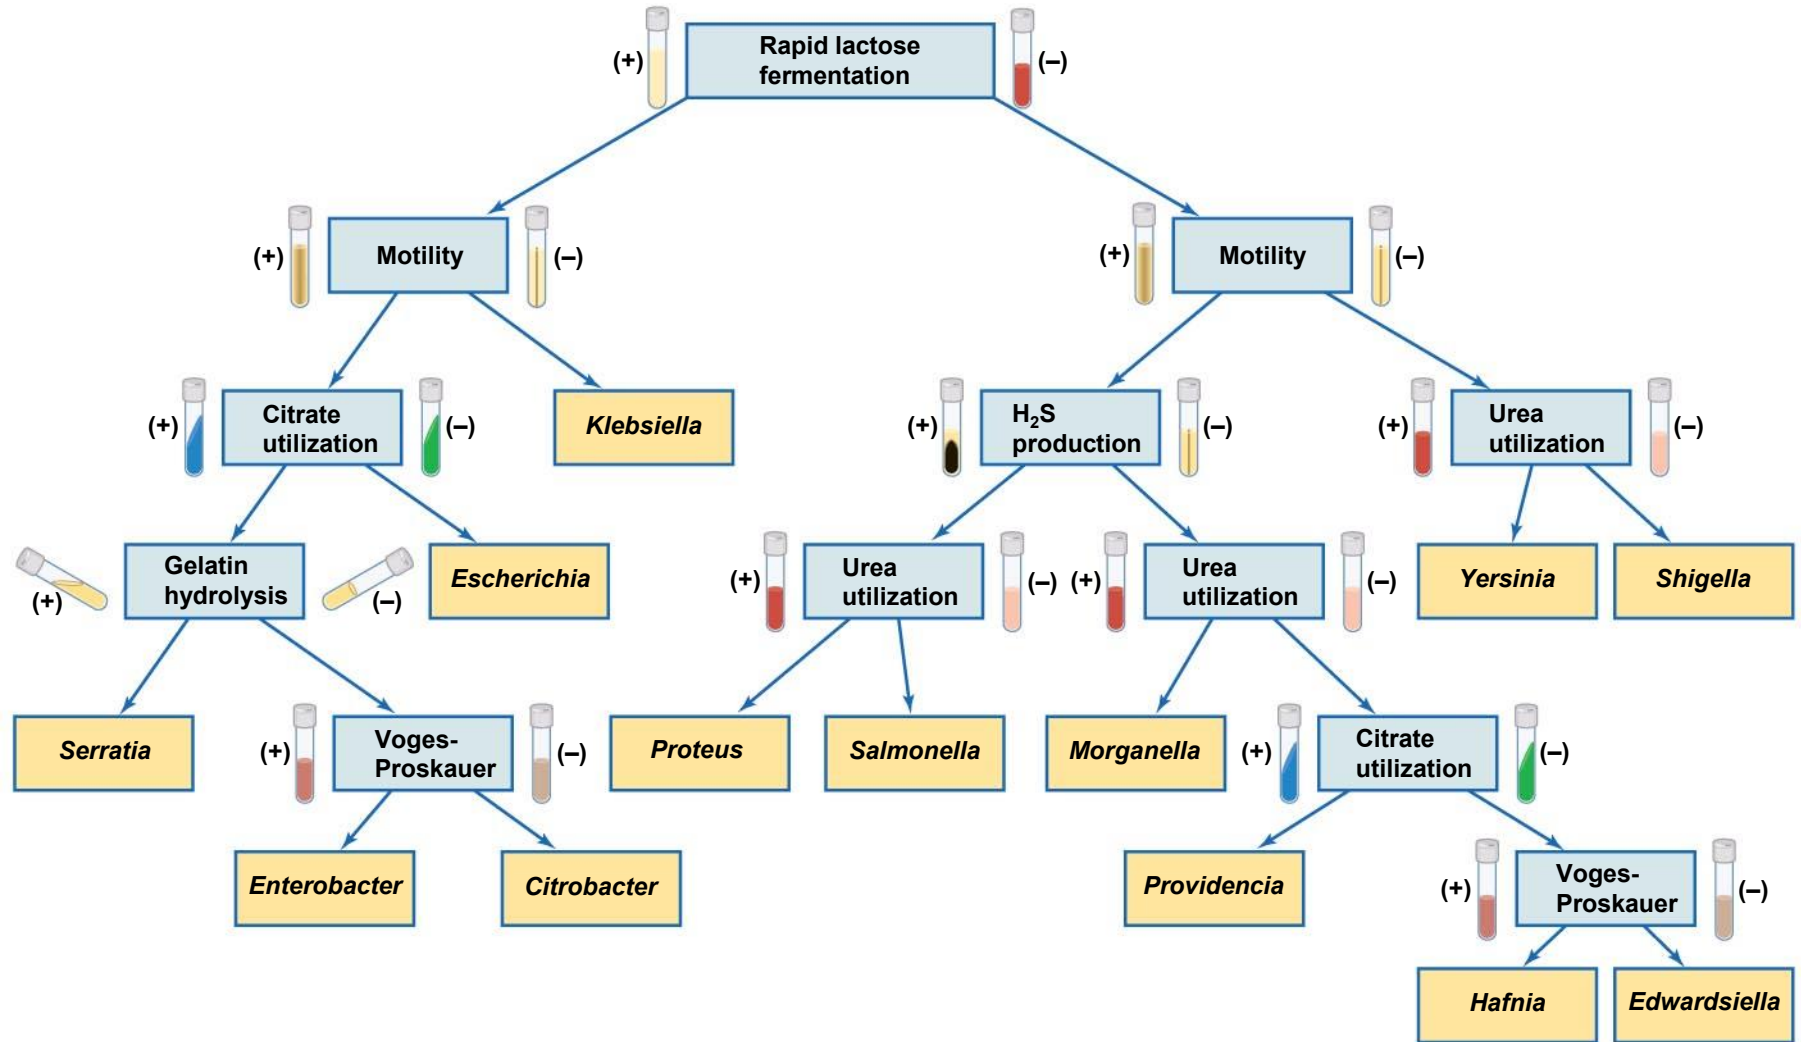 (+)
Rapid lactose
fermentation
(–)
(+)
Motility
(–)
(+)
Motility
(–)
(+)
Citrate
utilization
(–)
Klebsiella
(+)
H₂S
production
(–)
(+)
Urea
utilization
(–)
(+)
Gelatin
hydrolysis
(–)
Escherichia
(+)
Urea
utilization
(–)
(+)
Urea
utilization
(–)
Yersinia
Shigella
Serratia
(+)
Voges-
Proskauer
(–)
Proteus
Salmonella
Morganella
(+)
Citrate
utilization
(–)
Enterobacter
Citrobacter
Providencia
(+)
Voges-
Proskauer
(–)
Hafnia
Edwardsiella